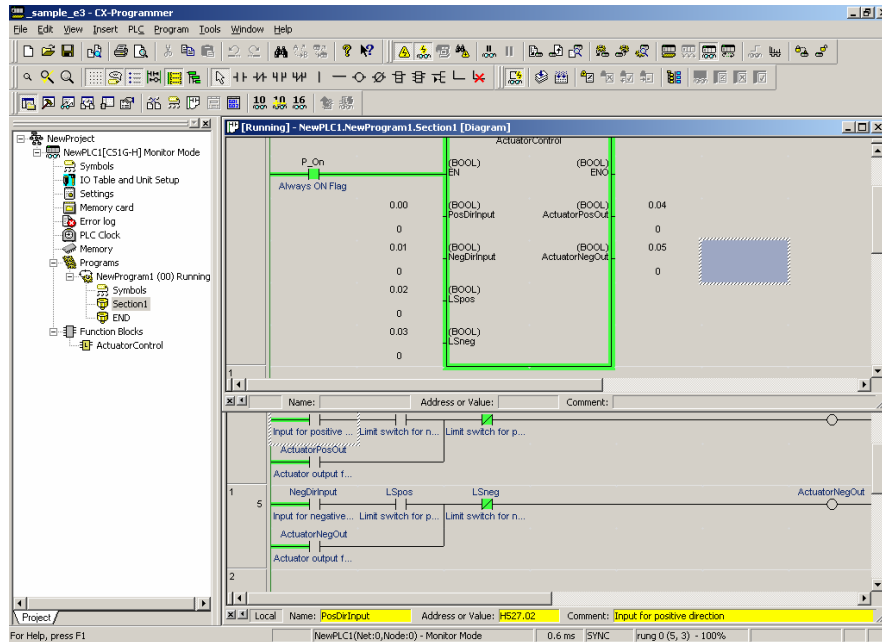 _sample_e3 - CX-Programmer
File Edit View Insert PLC Program Tools Window Help
10 10 16
NewProject
NewPLC1[CS1G-H] Monitor Mode
Symbols
IO Table and Unit Setup
Settings
Memory card
Error log
PLC Clock
Memory
Programs
NewProgram1 (00) Running
Symbols
Section1
END
Function Blocks
ActuatorControl
Project
[Running] - NewPLC1.NewProgram1.Section1 [Diagram]
ActuatorControl
P_On (BOOL) (BOOL)
EN ENO
Always ON Flag
0.00 (BOOL) (BOOL) 0.04
PosDirInput ActuatorPosOut
0 0
0.01 (BOOL) (BOOL) 0.05
NegDirInput ActuatorNegOut
0 0
0.02 (BOOL)
LSpos
0
0.03 (BOOL)
LSneg
0
1
Name: Address or Value: Comment:
Input for positive ... Limit switch for n... Limit switch for p...
ActuatorPosOut
Actuator output f...
1 NegDirInput LSpos LSneg ActuatorNegOut
5
Input for negative... Limit switch for p... Limit switch for n...
ActuatorNegOut
Actuator output f...
2
Local Name: PosDirInput Address or Value: H527.02 Comment: Input for positive direction
For Help, press F1 NewPLC1(Net:0,Node:0) - Monitor Mode 0.6 ms SYNC rung 0 (5, 3) - 100%